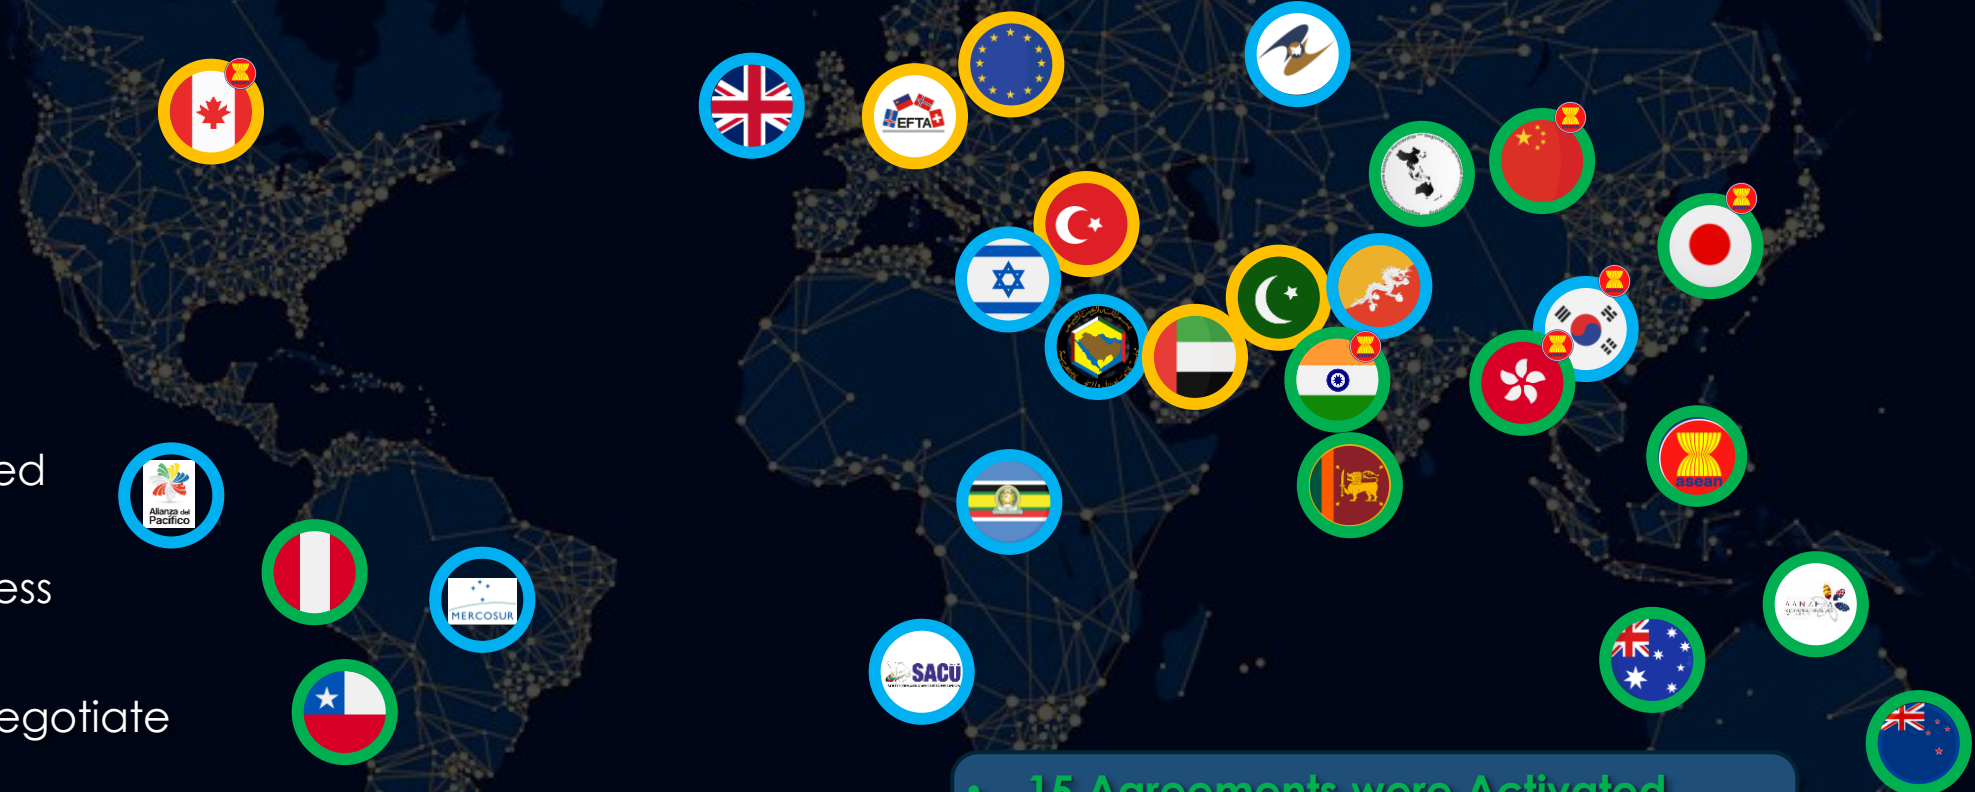 EFTA
ed
Alianza del
Pacífico
asean
ess
MERCOSUR
SACU
egotiate
• 15 Agreements were Activated